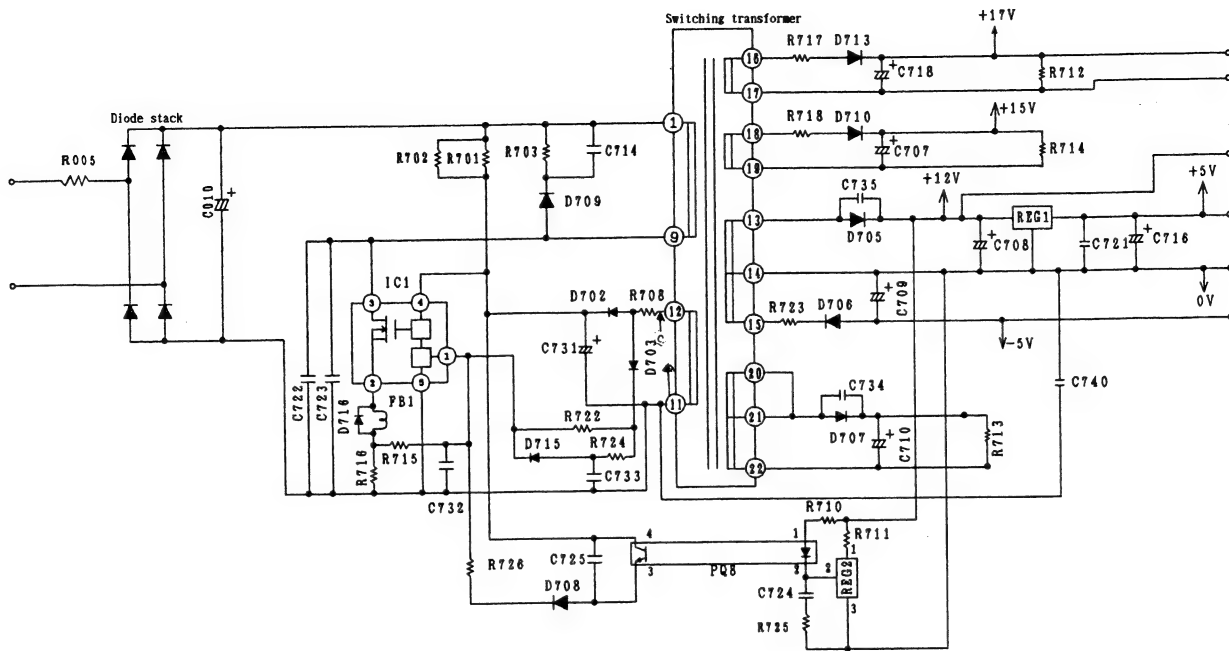 Switching transformer
+17V
R717 D713
16
+
C718
R712
17
Diode stack
+15V
R718 D710
18
1
+
C707
R714
19
R005
R702
R701
R703
C714
C735
+12V
+5V
C010
+
D709
13
REG1
D705
+
C708
C721
+
C716
9
14
IC1
D702 R708
+
C709
0V
3
4
12
R723 D706
15
-5V
C731
+
D703
1
20
C734
C740
2
5
11
C722
C723
D716
FB1
21
D707
+
C710
R713
R722
D715 R724
R716
R715
C733
22
C732
R710
4
1
R711
R726
C725
1
3
PQ8
2
2
REG2
D708
C724
3
R725